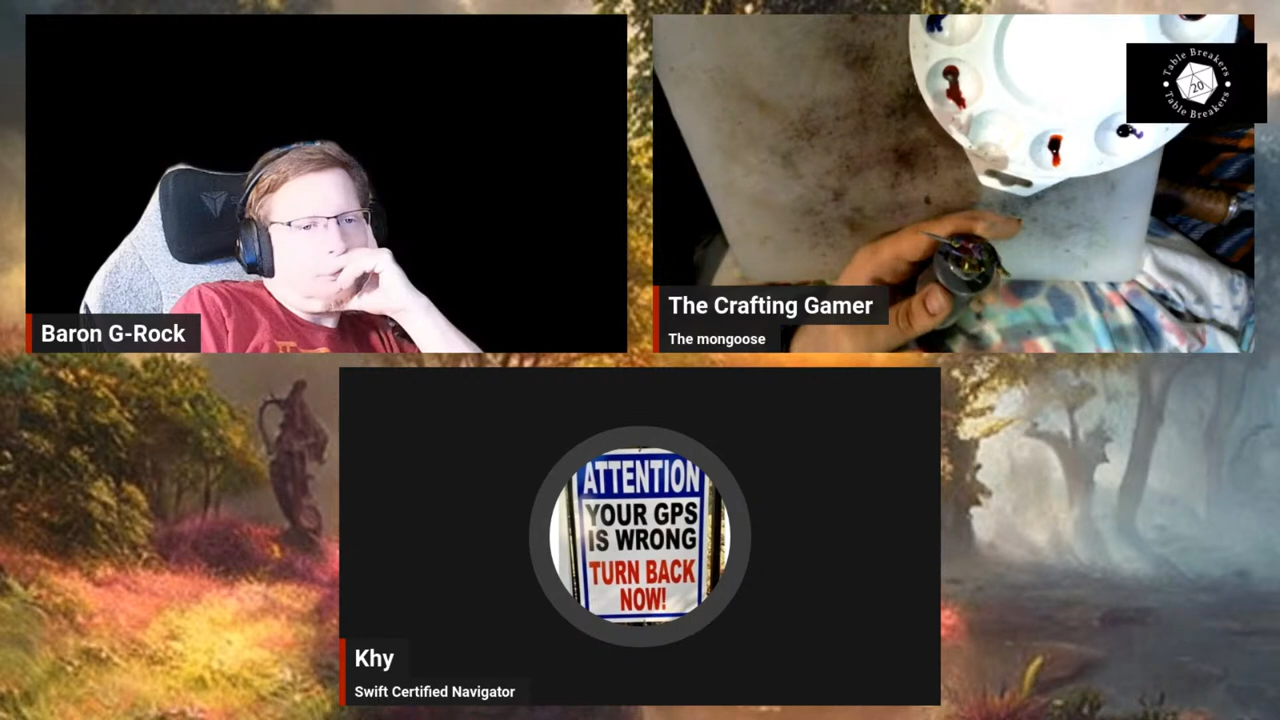 Baron G-Rock
Table Breakers
20
Table Breakers
The Crafting Gamer
The mongoose
ATTENTION
YOUR GPS
IS WRONG
TURN BACK
NOW!
Khy
Swift Certified Navigator